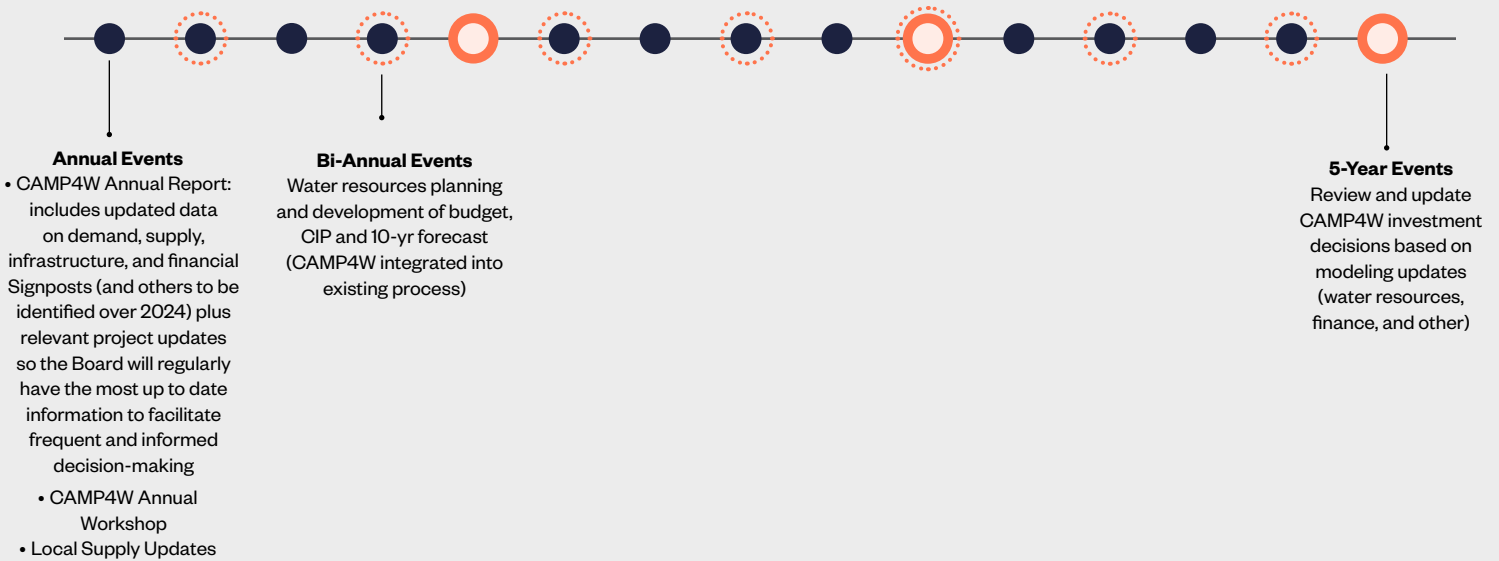 Annual Events
• CAMP4W Annual Report:
includes updated data
on demand, supply,
infrastructure, and financial
Signposts (and others to be
identified over 2024) plus
relevant project updates
so the Board will regularly
have the most up to date
information to facilitate
frequent and informed
decision-making
• CAMP4W Annual
Workshop
• Local Supply Updates
Bi-Annual Events
Water resources planning
and development of budget,
CIP and 10-yr forecast
(CAMP4W integrated into
existing process)
5-Year Events
Review and update
CAMP4W investment
decisions based on
modeling updates
(water resources,
finance, and other)